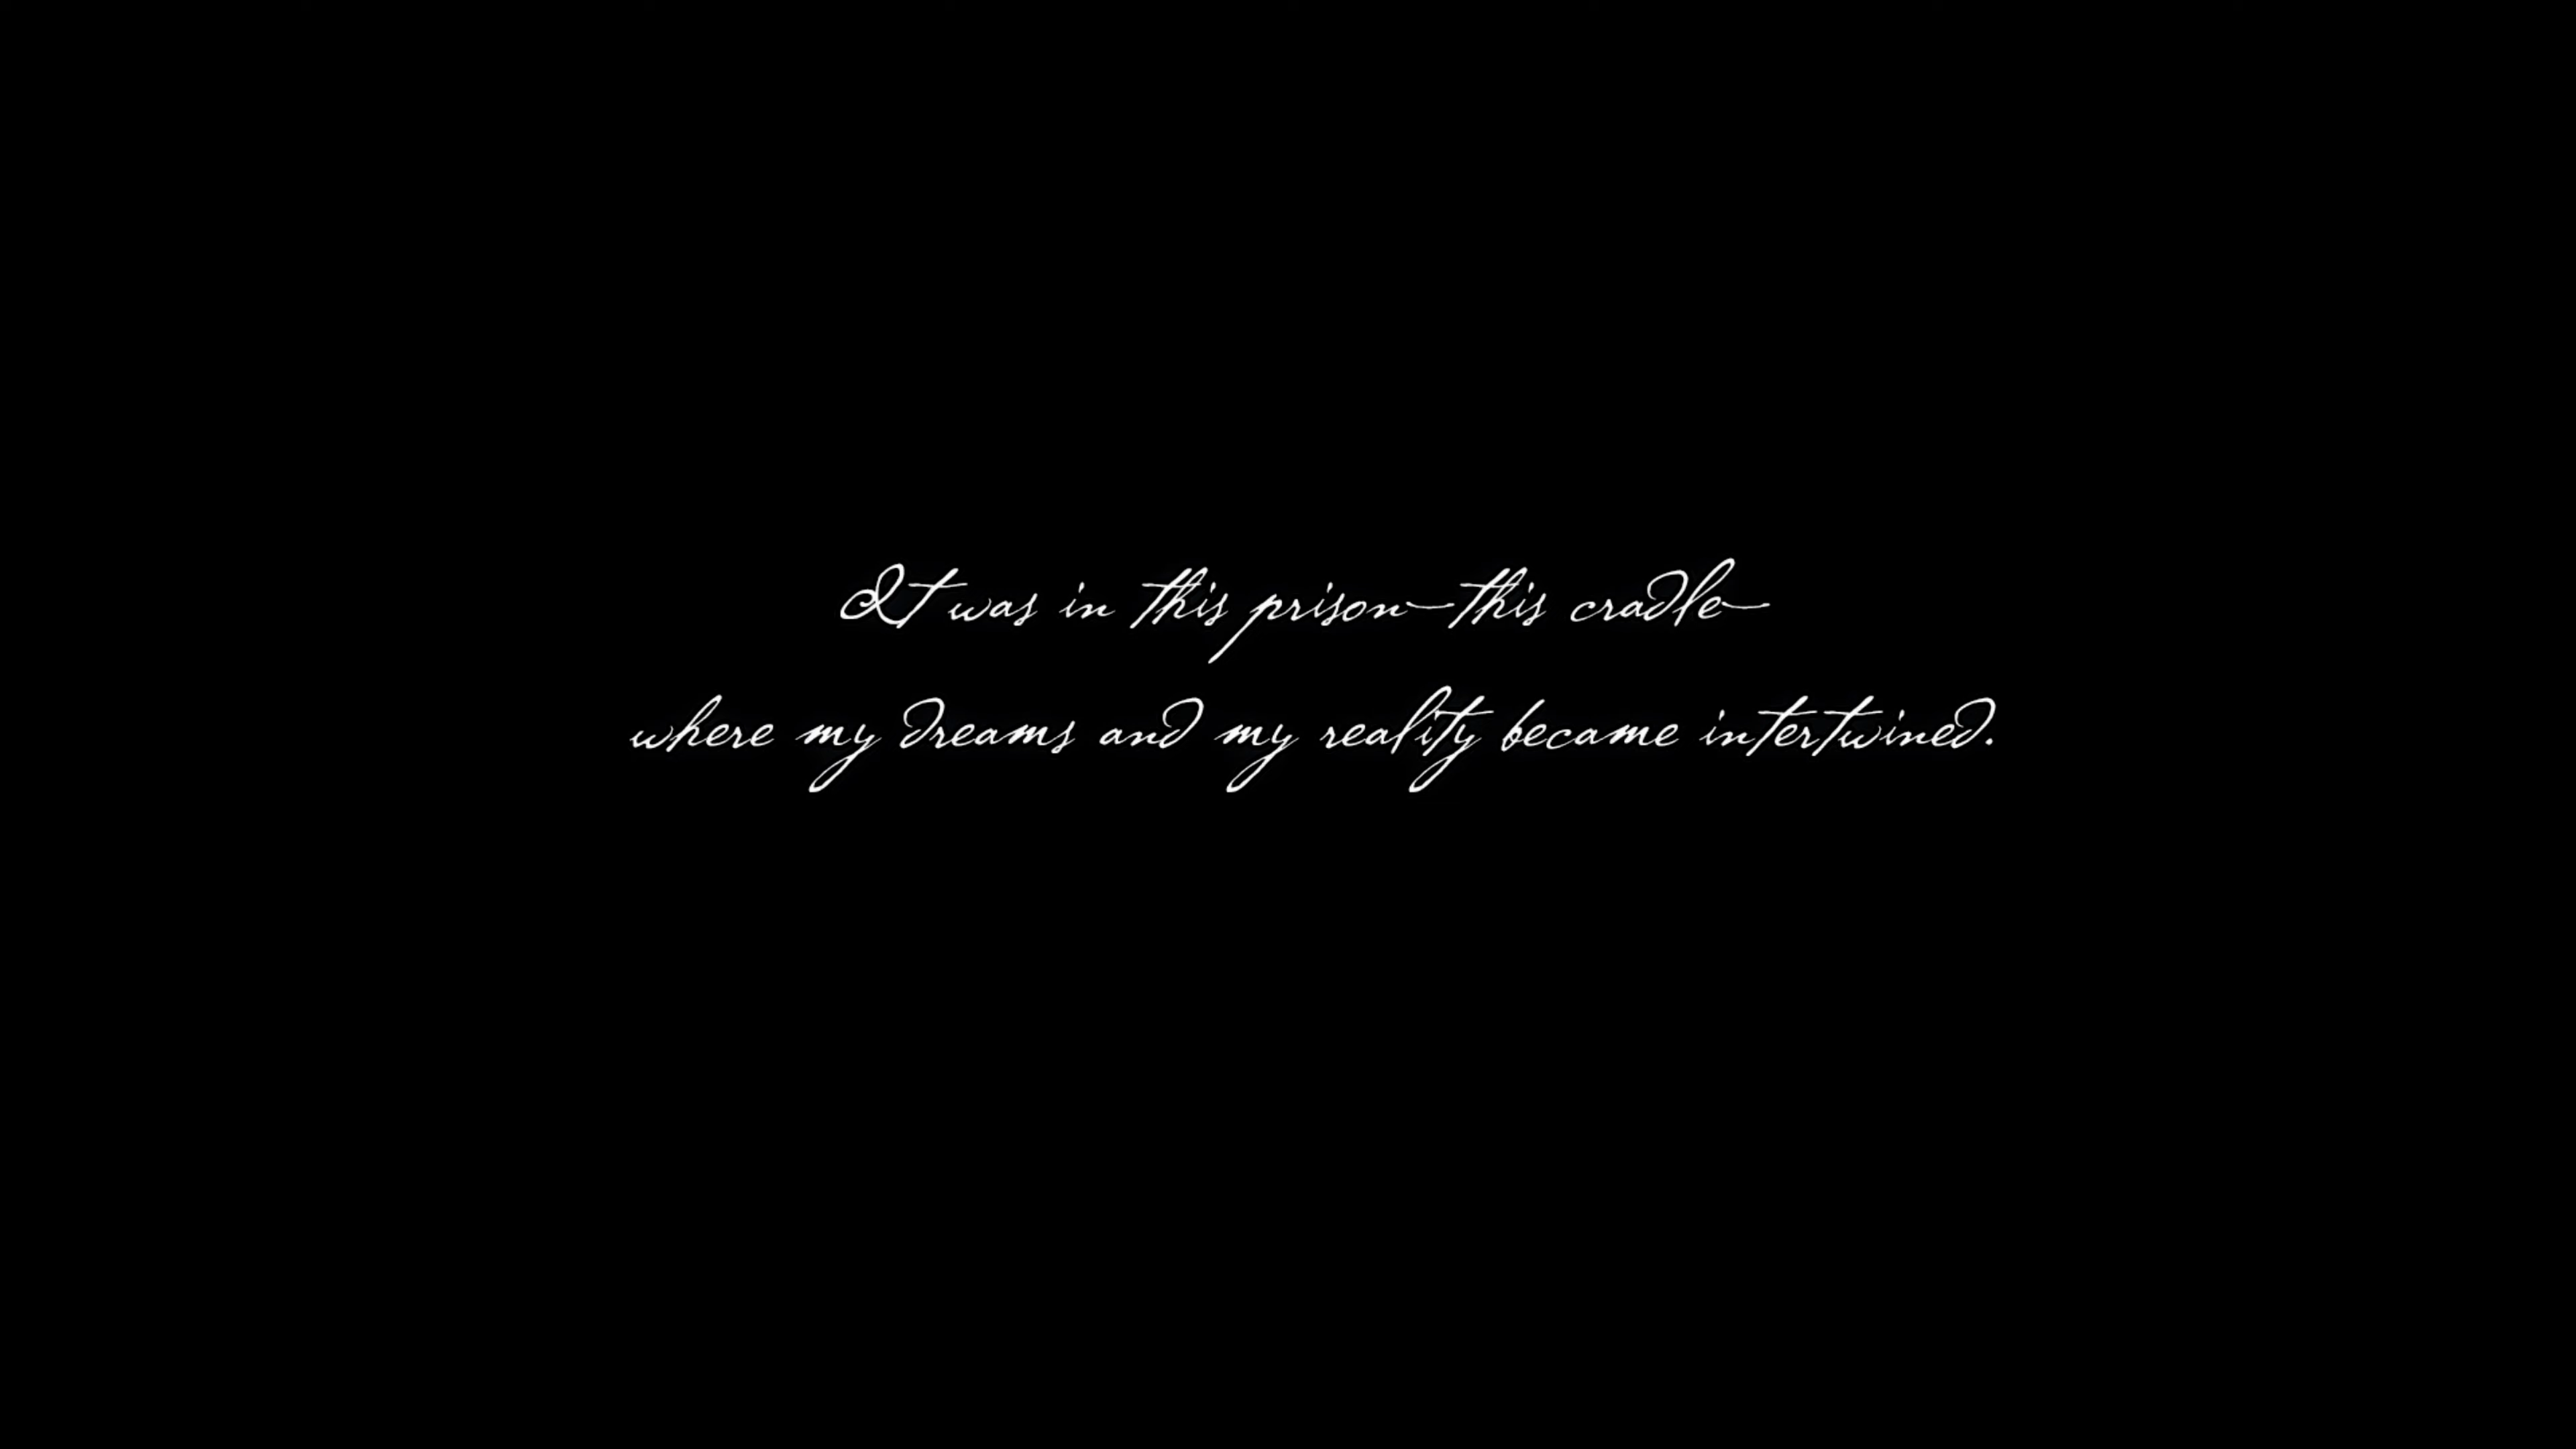 It was in this prison—this cradle—
where my dreams and my reality became intertwined.